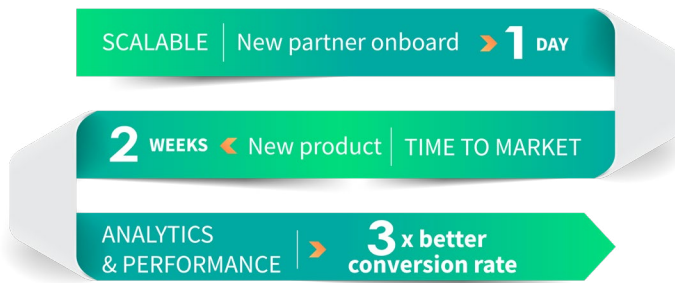 SCALABLE New partner onboard 1 DAY
2 WEEKS New product TIME TO MARKET
ANALYTICS
& PERFORMANCE
3 x better
conversion rate